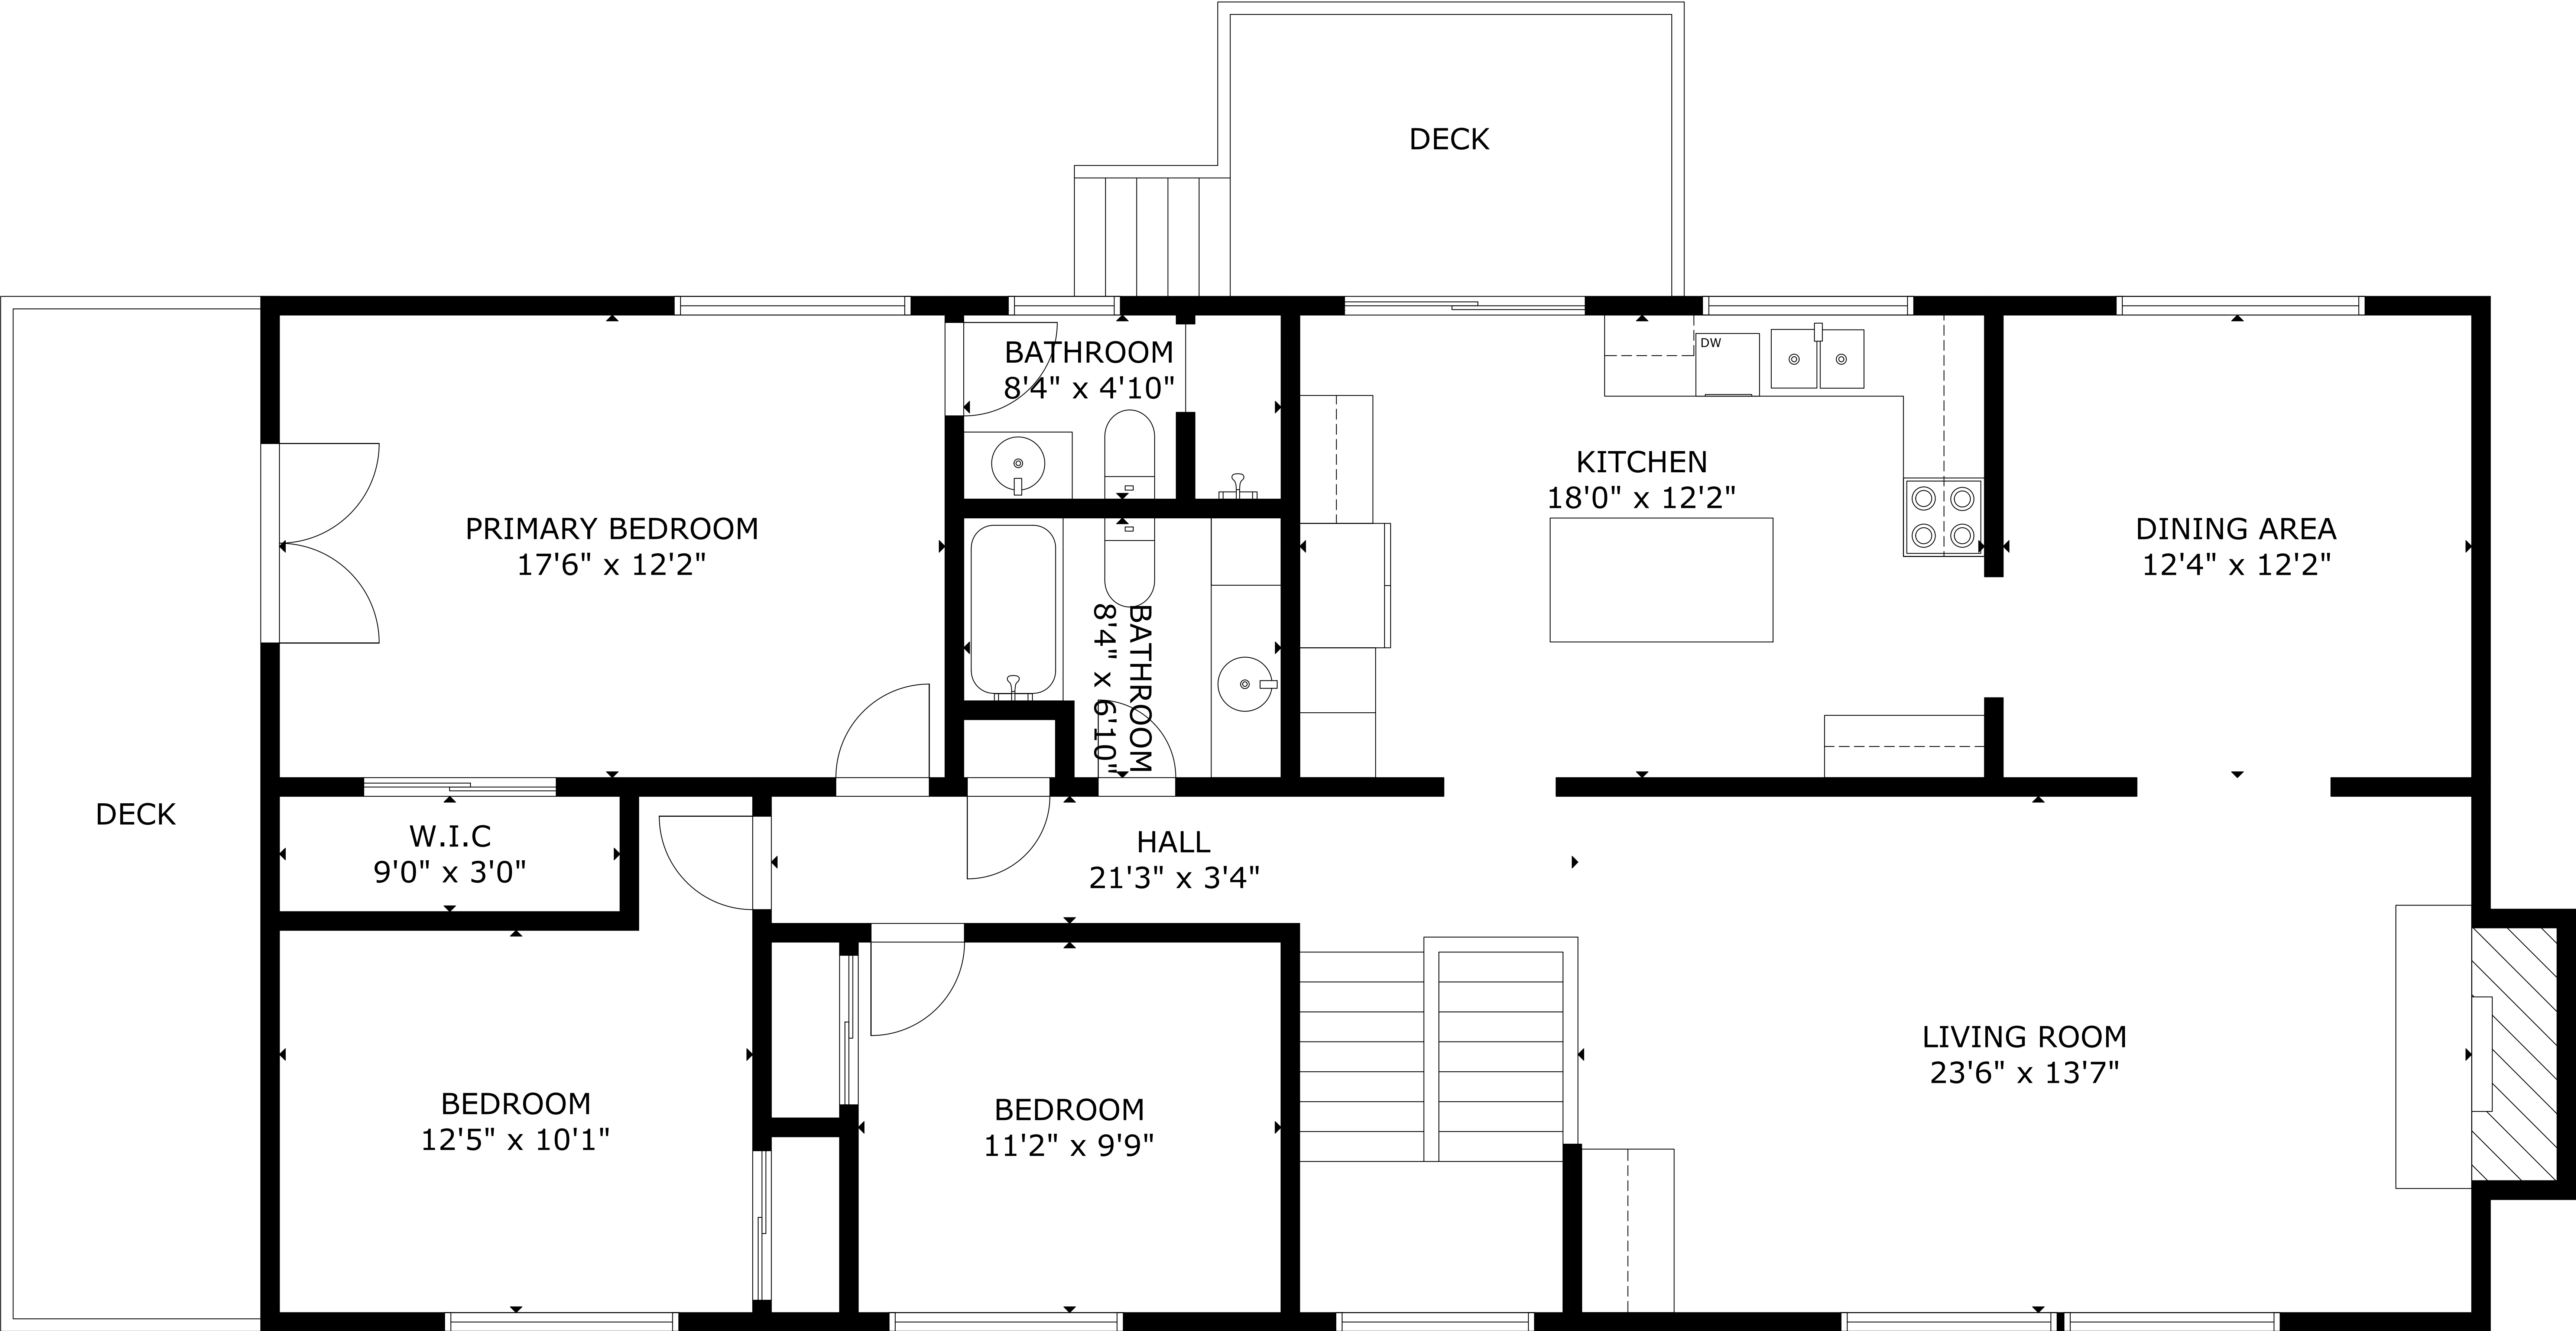 DECK
BATHROOM
8'4" x 4'10"
DW
KITCHEN
18'0" x 12'2"
PRIMARY BEDROOM
17'6" x 12'2"
DINING AREA
12'4" x 12'2"
BATHROOM
8'4" x 6'10"
DECK
W.I.C
9'0" x 3'0"
HALL
21'3" x 3'4"
LIVING ROOM
23'6" x 13'7"
BEDROOM
12'5" x 10'1"
BEDROOM
11'2" x 9'9"